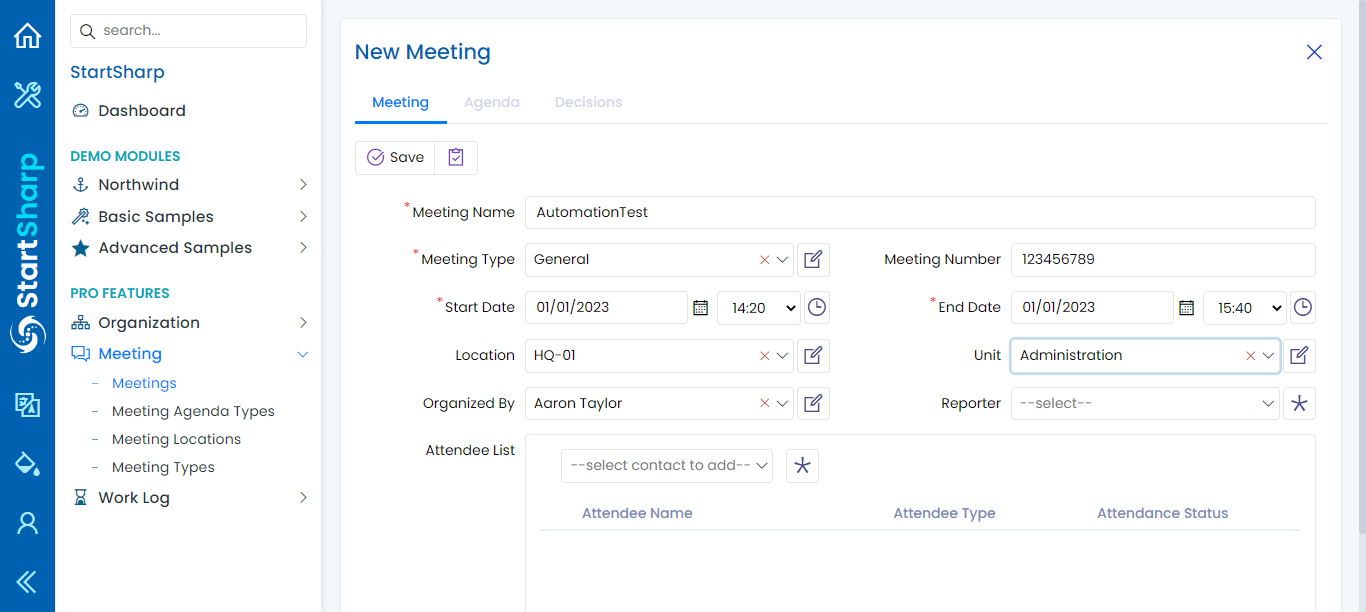 search...
StartSharp
Dashboard
DEMO MODULES
Northwind
Basic Samples
Advanced Samples
PRO FEATURES
Organization
Meeting
Meetings
Meeting Agenda Types
Meeting Locations
Meeting Types
Work Log
StartSharp
New Meeting
Meeting Agenda Decisions
Save
*Meeting Name AutomationTest
*Meeting Type General Meeting Number 123456789
*Start Date 01/01/2023 14:20 *End Date 01/01/2023 15:40
Location HQ-01 Unit Administration
Organized By Aaron Taylor Reporter --select--
Attendee List --select contact to add--
Attendee Name Attendee Type Attendance Status